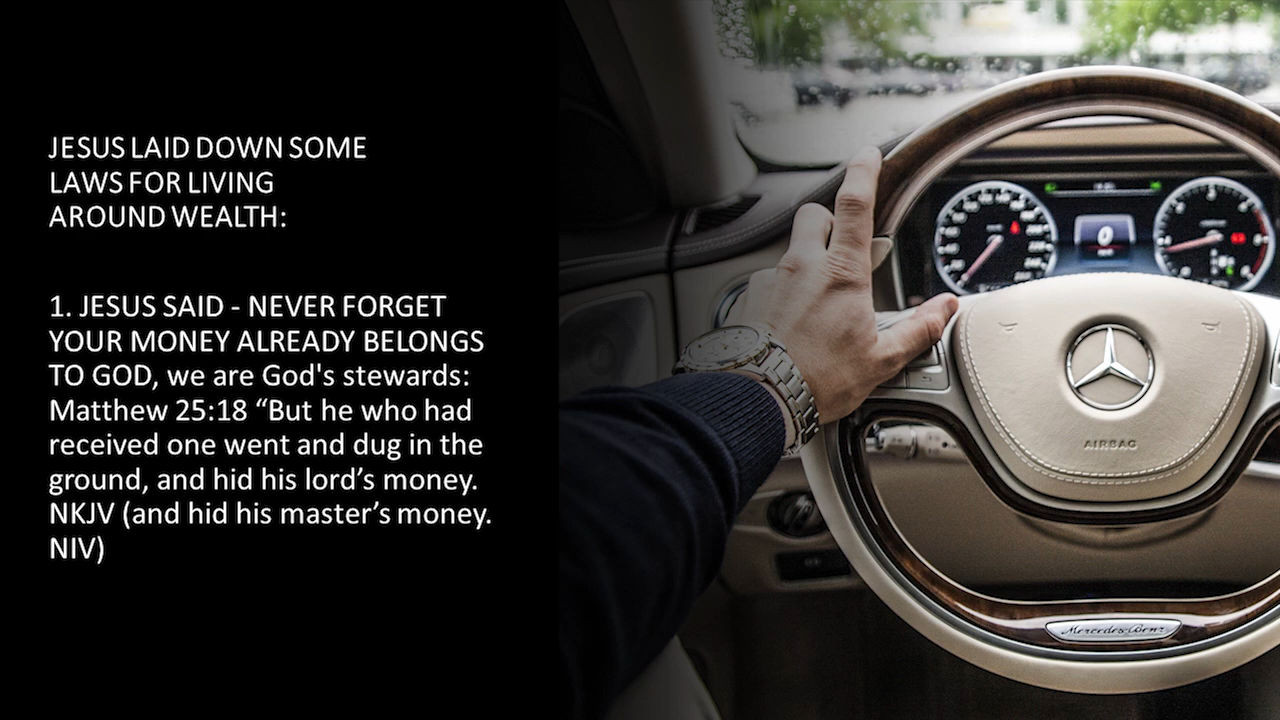 JESUS LAID DOWN SOME
LAWS FOR LIVING
AROUND WEALTH:
1. JESUS SAID - NEVER FORGET
YOUR MONEY ALREADY BELONGS
TO GOD, we are God's stewards:
Matthew 25:18 “But he who had
received one went and dug in the
ground, and hid his lord’s money.
NKJV (and hid his master’s money.
NIV)
AIRBAG
Mercedes-Benz